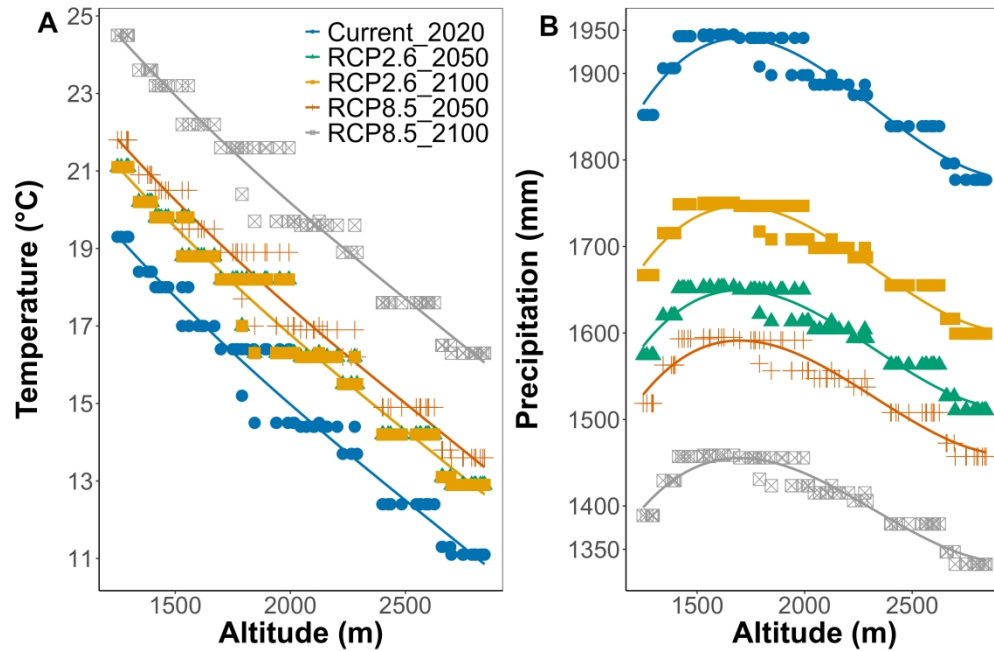 A
Temperature (°C)
25
23
21
19
17
15
13
11
Current_2020
RCP2.6_2050
RCP2.6_2100
RCP8.5_2050
RCP8.5_2100
1500
2000
2500
Altitude (m)
B
Precipitation (mm)
1950
1900
1800
1700
1600
1500
1400
1350
1500
2000
2500
Altitude (m)